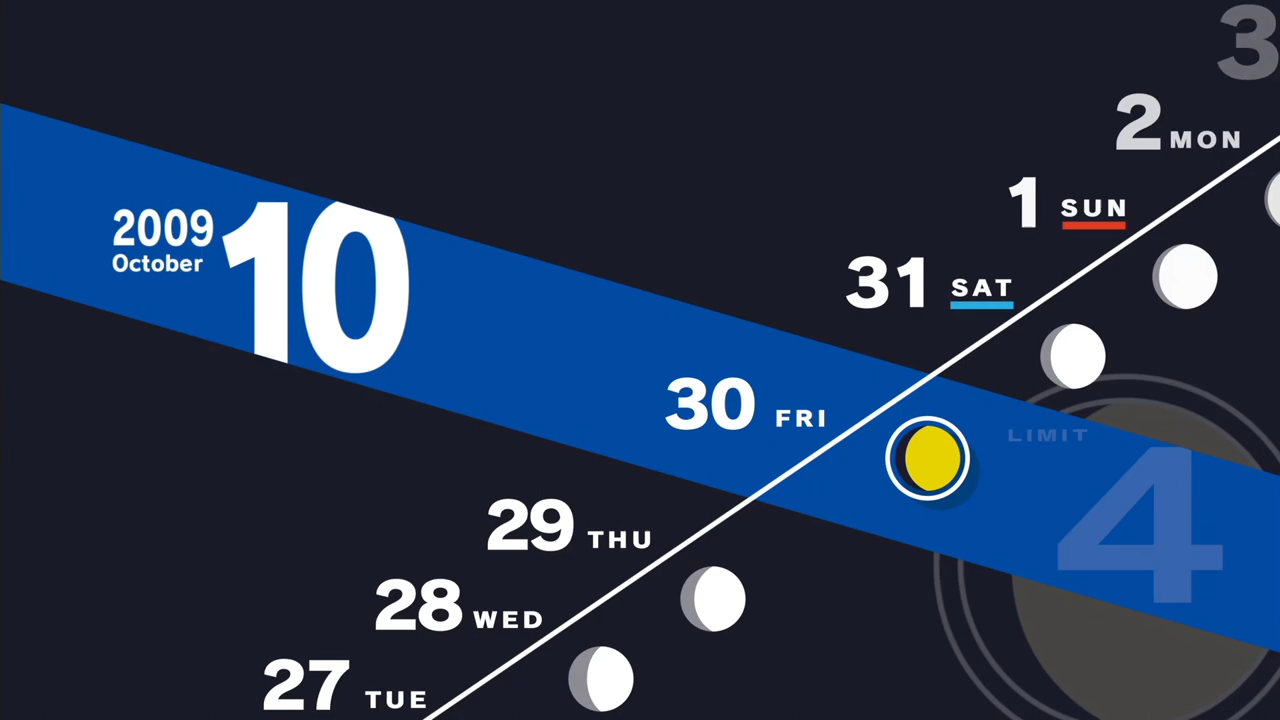 3
2 MON
1 SUN
31 SAT
2009
October
10
30 FRI
LIMIT
4
29 THU
28 WED
27 TUE